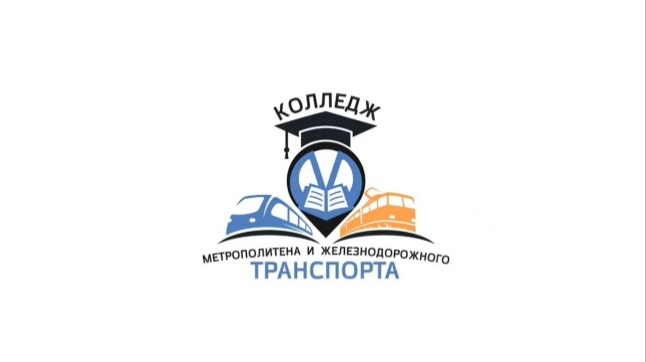 КОЛЛЕДЖ
МЕТРОПОЛИТЕНА И ЖЕЛЕЗНОДОРОЖНОГО
ТРАНСПОРТА